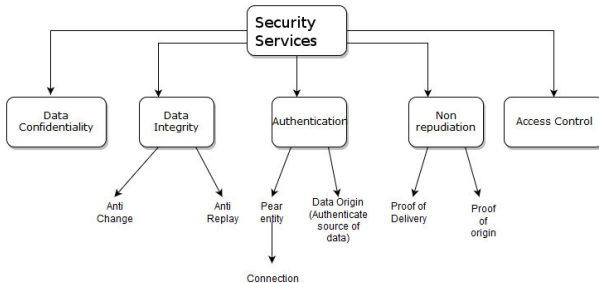 Security
Services
Data
Confidentiality
Data
Integrity
Authentication
Non
repudiation
Access Control
Anti
Change
Anti
Replay
Pear
entity
Data Origin
(Authenticate
source of
data)
Proof of
Delivery
Proof
of
origin
Connection